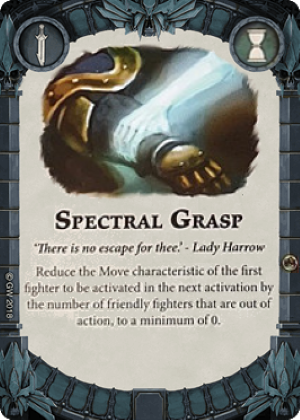 SPECTRAL GRASP
'There is no escape for thee.' - Lady Harrow
Reduce the Move characteristic of the first
fighter to be activated in the next activation by
the number of friendly fighters that are out of
action, to a minimum of 0.
© GW 2018